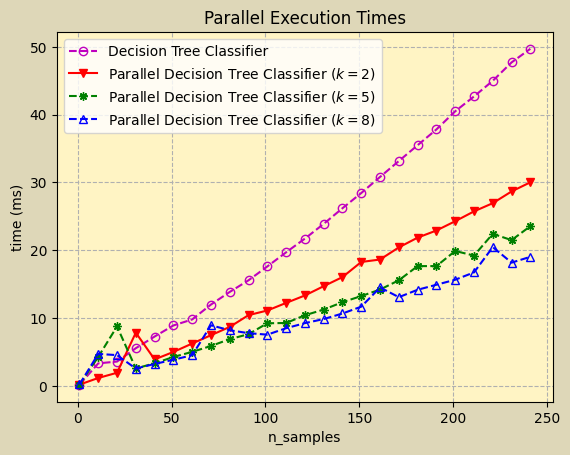 Parallel Execution Times
Decision Tree Classifier
Parallel Decision Tree Classifier (k = 2)
Parallel Decision Tree Classifier (k = 5)
Parallel Decision Tree Classifier (k = 8)
time (ms)
50
40
30
20
10
0
0 50 100 150 200 250
n_samples